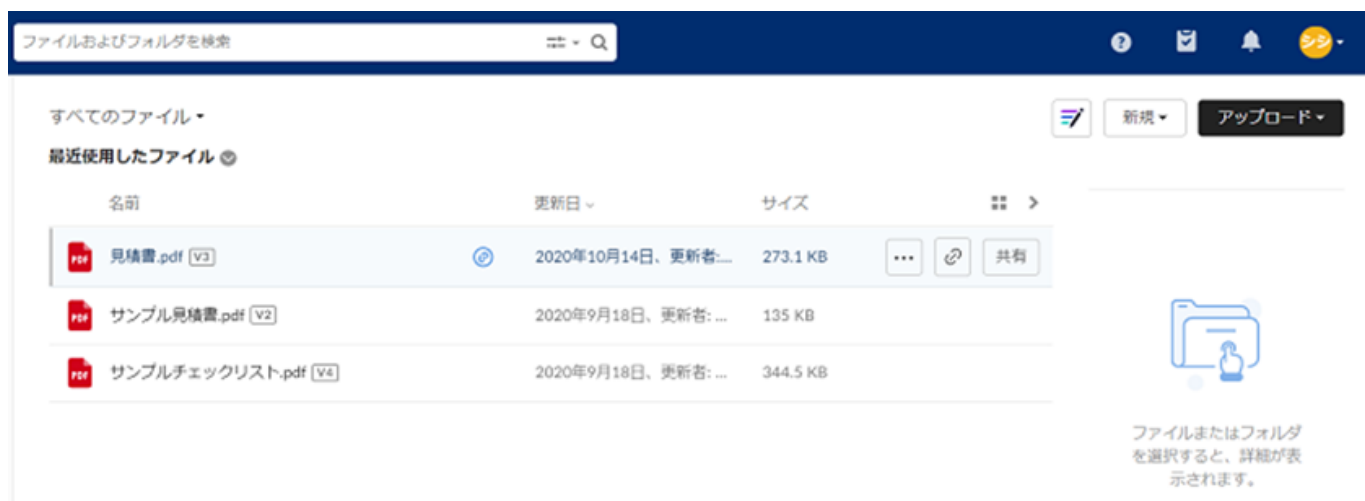 ファイルおよびフォルダを検索
シシ
すべてのファイル
新規
アップロード
最近使用したファイル
名前 更新日 サイズ
PDF 見積書.pdf V3 2020年10月14日、更新者:... 273.1 KB ... 共有
PDF サンプル見積書.pdf V2 2020年9月18日、更新者: ... 135 KB
PDF サンプルチェックリスト.pdf V4 2020年9月18日、更新者: ... 344.5 KB
ファイルまたはフォルダ
を選択すると、詳細が表
示されます。